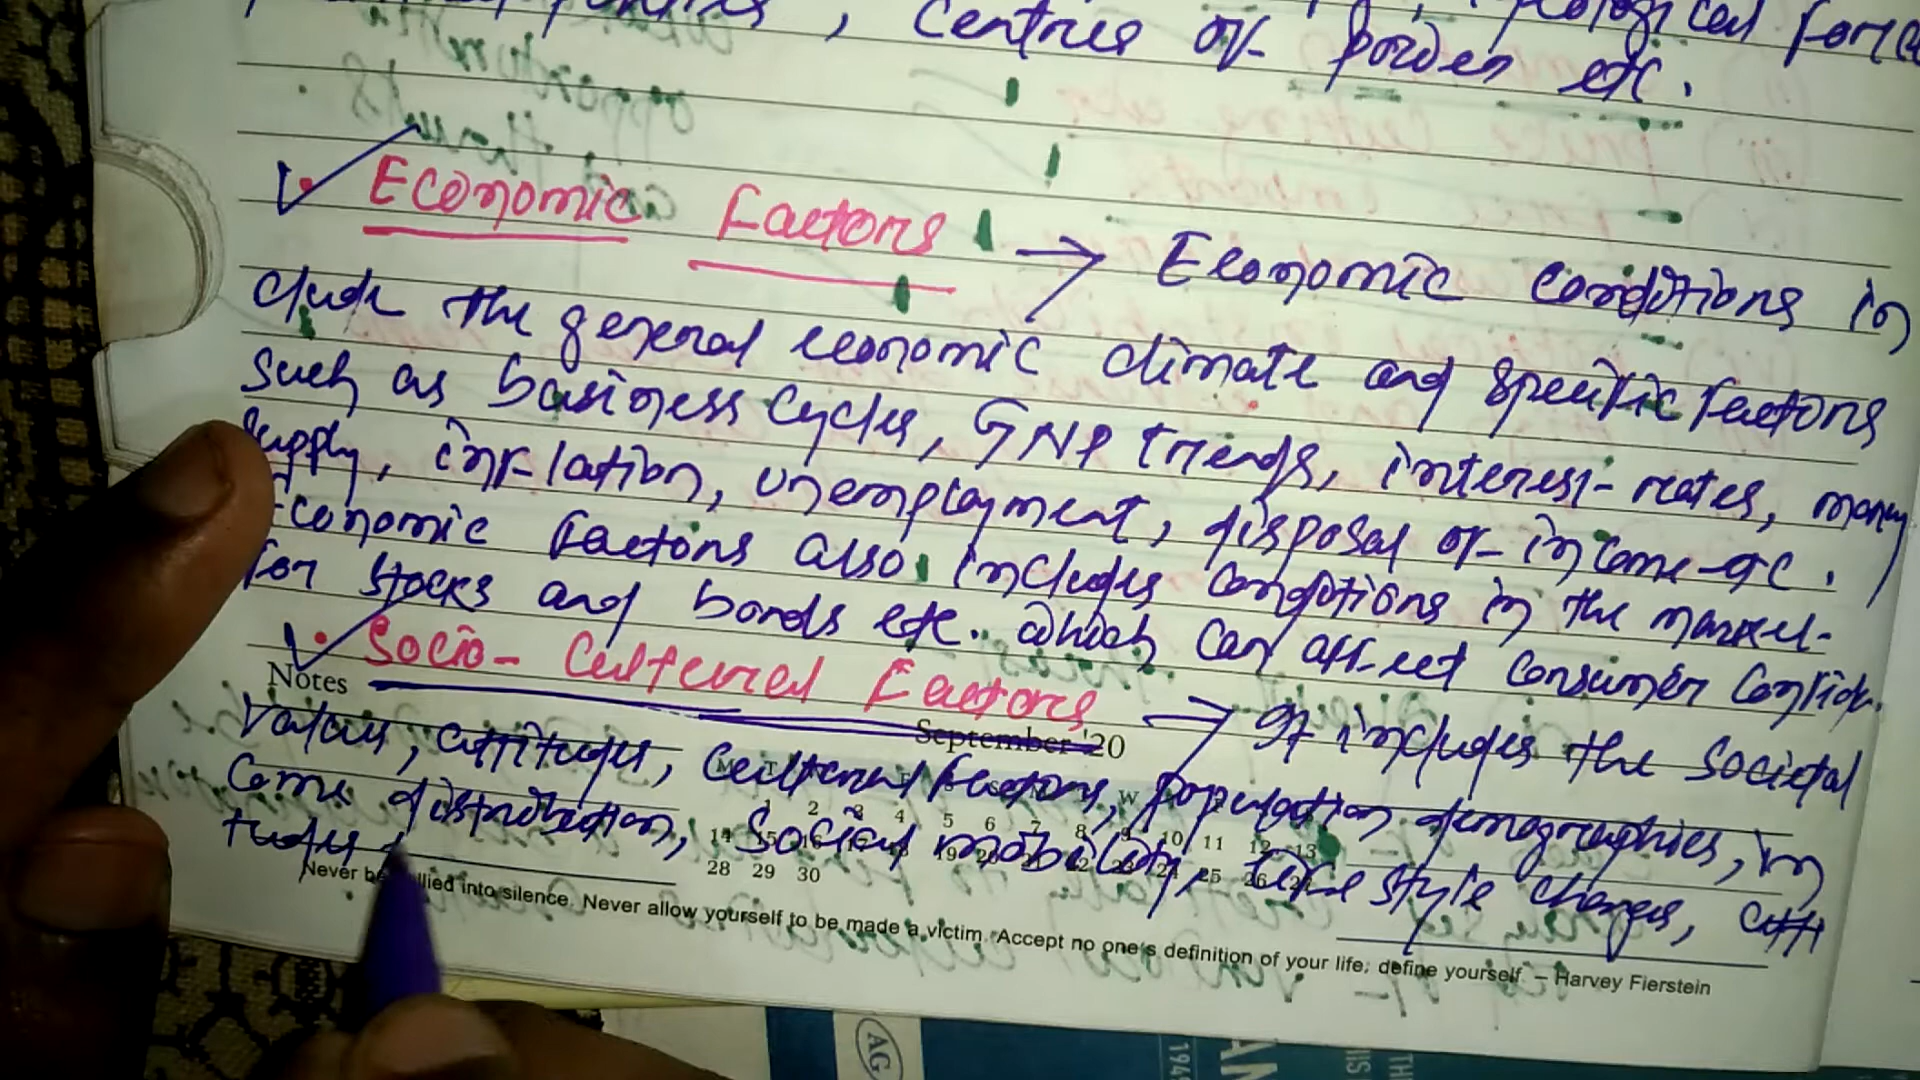 , Centres of power etc.
• Economic Factors → Economic conditions in
clude the general economic climate and specific factors
such as business cycles, GNP trends, interest-rates, money
supply, inflation, unemployment, disposal of income etc.
Economic factors also includes conditions in the market
for stocks and bonds etc. which can affect consumer
• Socio-Cultural Factors → It includes the societal
Notes
September '20
values, attitudes, cultural factors, population demographics, in
come distribution, social mobility, life style changes, atti
tudes
1 2 3 4 5 6 7 8 9 10 11 12 13
28 29 30
Never be bullied into silence. Never allow yourself to be made a victim. Accept no one's definition of your life; define yourself – Harvey Fierstein
AG
194